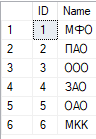 ID Name
1 1 МФО
2 2 ПАО
3 3 ООО
4 4 ЗАО
5 5 ОАО
6 6 МКК